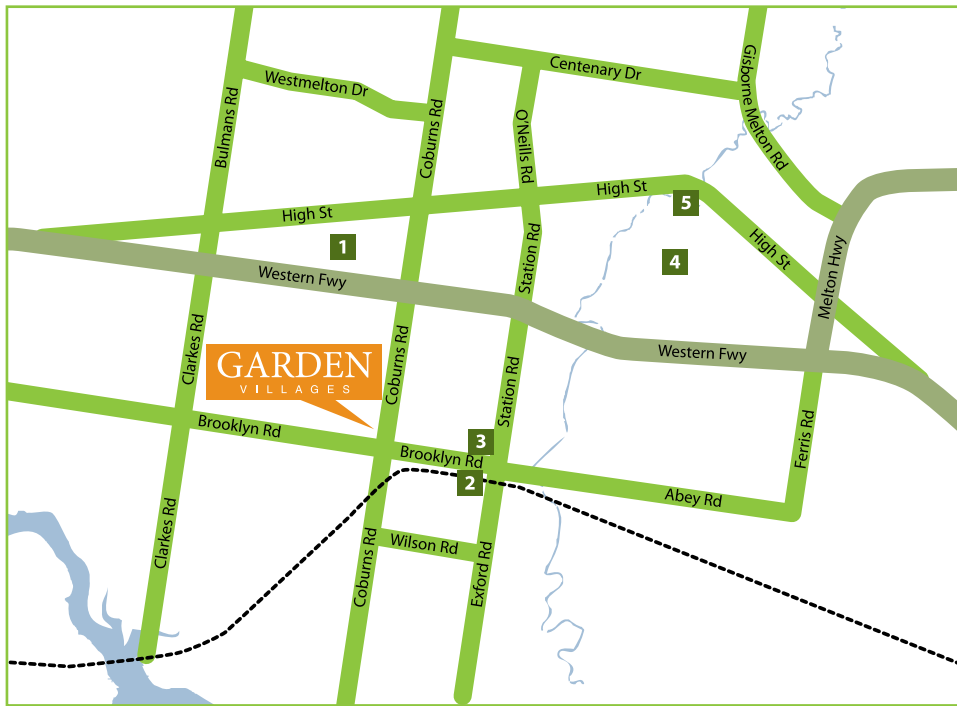 Westmelton Dr
Centenary Dr
Gisborne Melton Rd
Bulmans Rd
Coburns Rd
O'Neills Rd
High St
High St
5
High St
1
4
Station Rd
Melton Hwy
Western Fwy
Clarkes Rd
GARDEN
VILLAGES
Coburns Rd
Station Rd
Western Fwy
Brooklyn Rd
3
Brooklyn Rd
2
Ferris Rd
Abey Rd
Clarkes Rd
Wilson Rd
Coburns Rd
Exford Rd